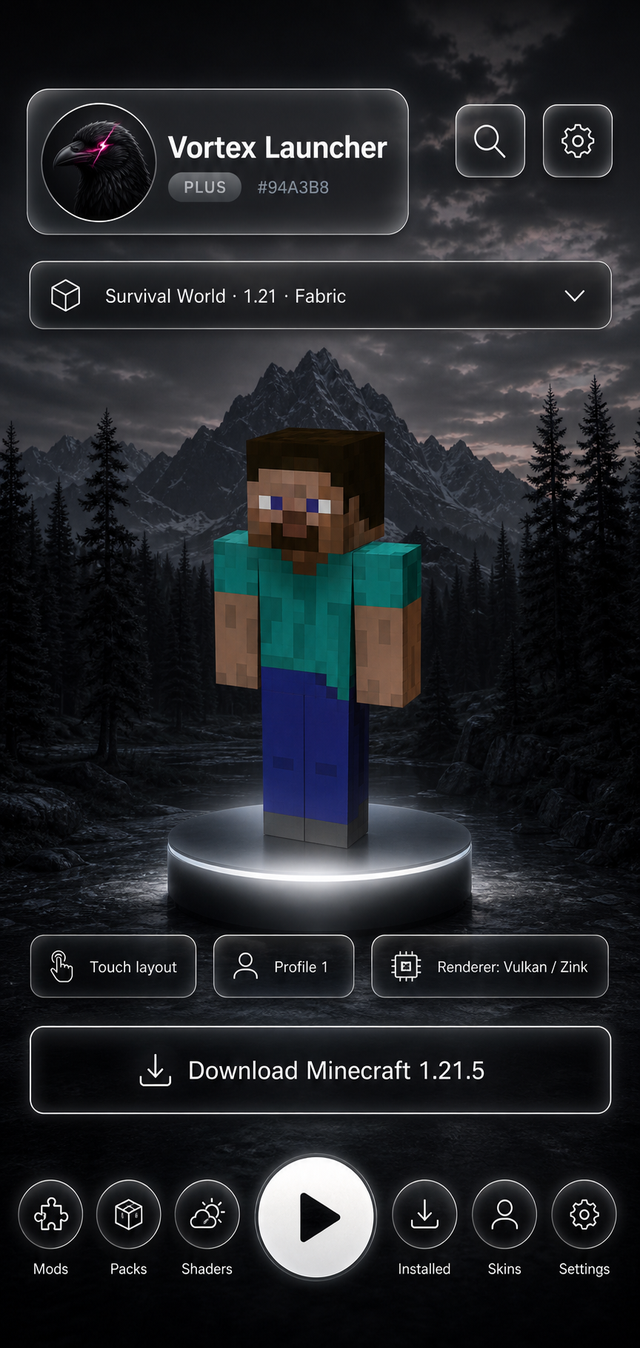 Vortex Launcher
PLUS #94A3B8
Survival World · 1.21 · Fabric
Touch layout
Profile 1
Renderer: Vulkan / Zink
Download Minecraft 1.21.5
Mods
Packs
Shaders
Installed
Skins
Settings